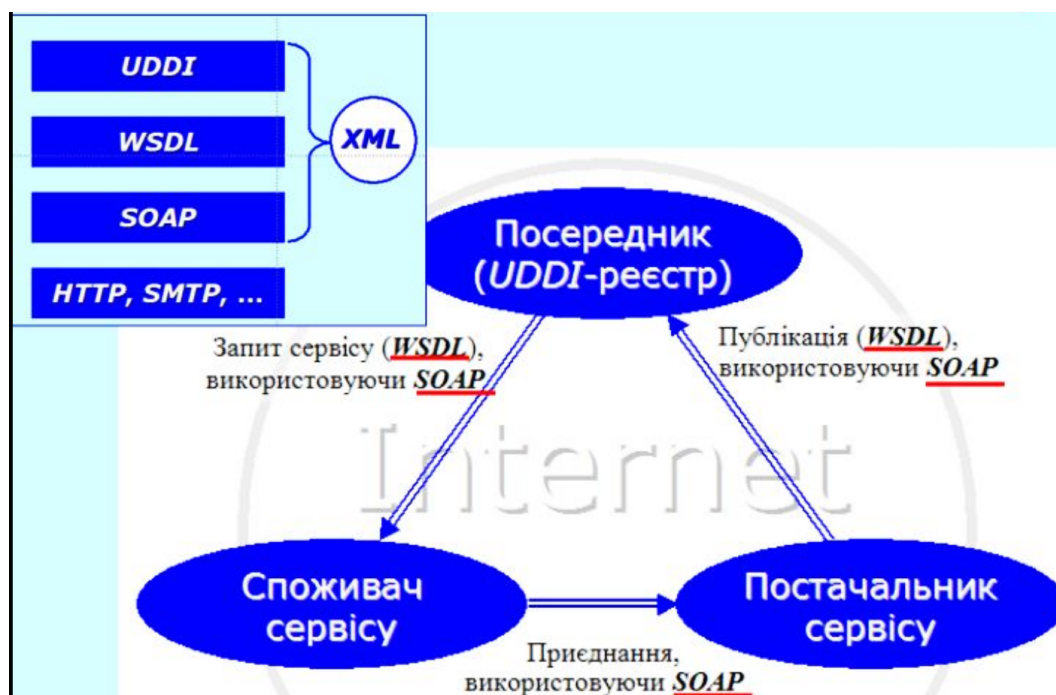 UDDI
WSDL
SOAP
HTTP, SMTP, ...
XML
Посередник
(UDDI-реєстр)
Запит сервісу (WSDL),
використовуючи SOAP
Публікація (WSDL),
використовуючи SOAP
Internet
Споживач
сервісу
Постачальник
сервісу
Приєднання,
використовуючи SOAP